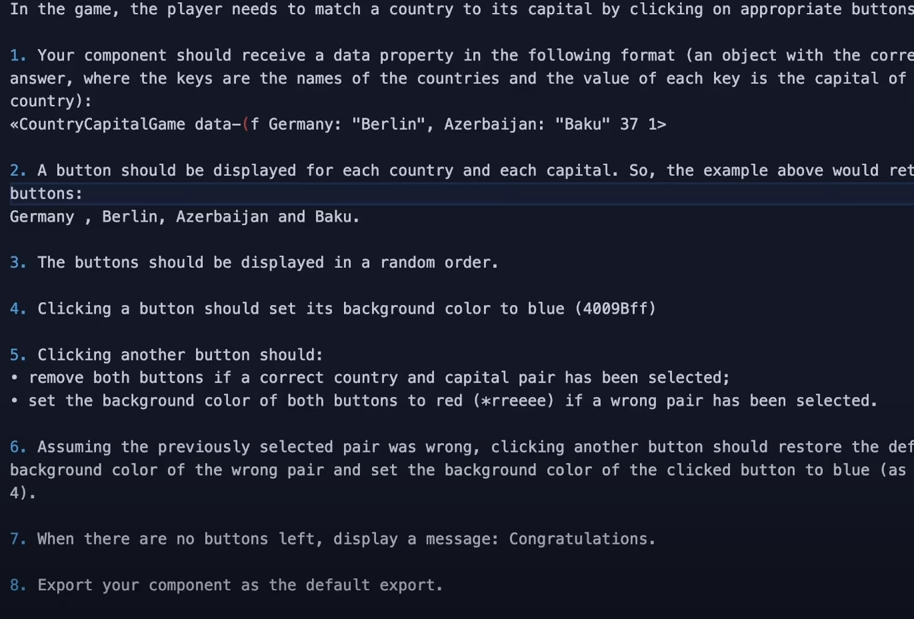 In the game, the player needs to match a country to its capital by clicking on appropriate buttons
1. Your component should receive a data property in the following format (an object with the corre
answer, where the keys are the names of the countries and the value of each key is the capital of
country):
«CountryCapitalGame data-(f Germany: "Berlin", Azerbaijan: "Baku" 37 1>
2. A button should be displayed for each country and each capital. So, the example above would ret
buttons:
Germany , Berlin, Azerbaijan and Baku.
3. The buttons should be displayed in a random order.
4. Clicking a button should set its background color to blue (4009Bff)
5. Clicking another button should:
• remove both buttons if a correct country and capital pair has been selected;
• set the background color of both buttons to red (*rreeee) if a wrong pair has been selected.
6. Assuming the previously selected pair was wrong, clicking another button should restore the def
background color of the wrong pair and set the background color of the clicked button to blue (as
4).
7. When there are no buttons left, display a message: Congratulations.
8. Export your component as the default export.